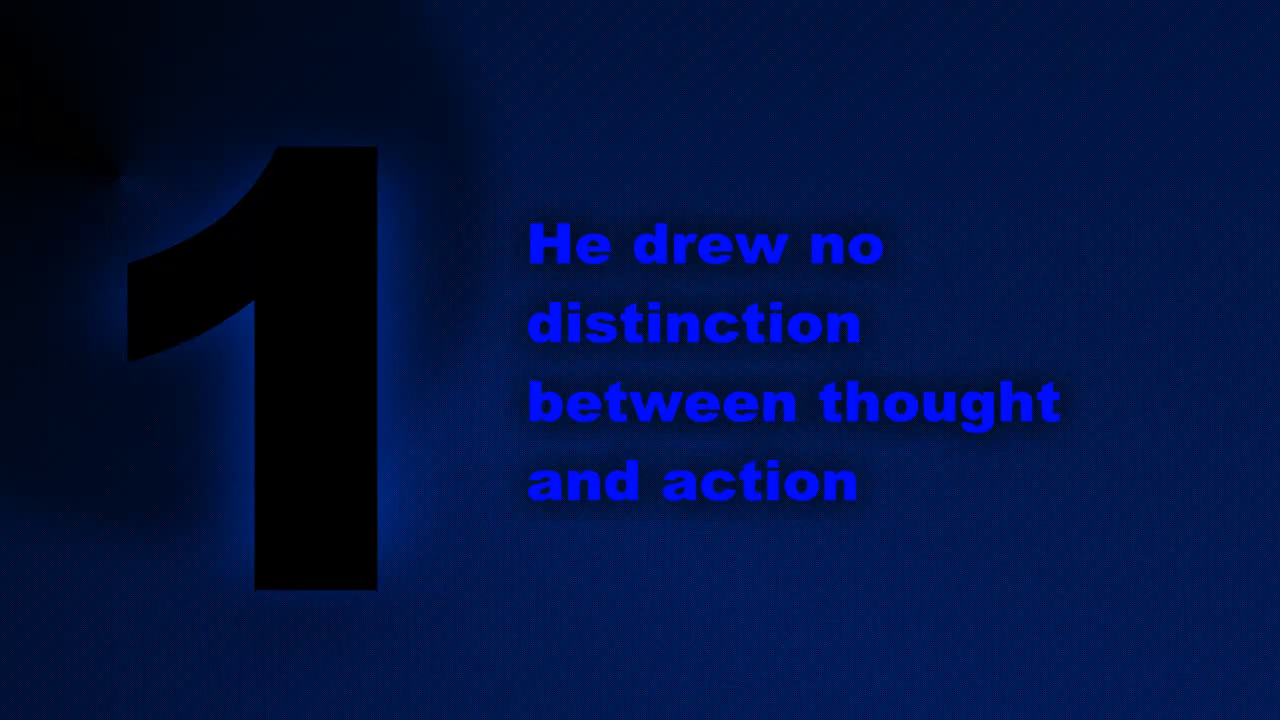 1
He drew no
distinction
between thought
and action